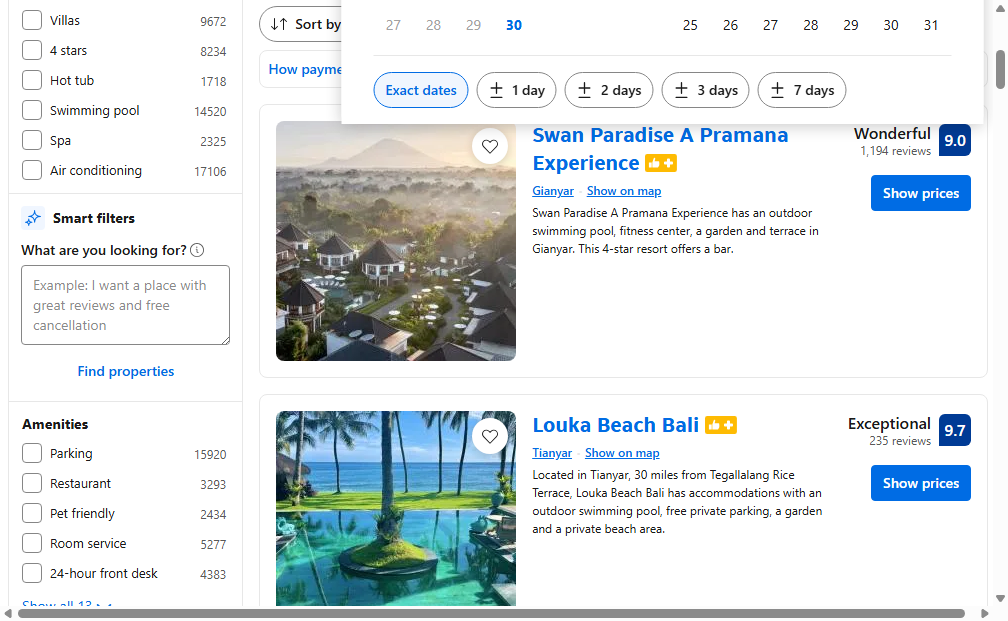 Villas 9672
4 stars 8234
Hot tub 1718
Swimming pool 14520
Spa 2325
Air conditioning 17106
Smart filters
What are you looking for?
Example: I want a place with
great reviews and free
cancellation
Find properties
Amenities
Parking 15920
Restaurant 3293
Pet friendly 2434
Room service 5277
24-hour front desk 4383
Show all 13
Sort by
How payme
27 28 29 30
25 26 27 28 29 30 31
Exact dates
± 1 day
± 2 days
± 3 days
± 7 days
Swan Paradise A Pramana
Experience
Gianyar · Show on map
Swan Paradise A Pramana Experience has an outdoor
swimming pool, fitness center, a garden and terrace in
Gianyar. This 4-star resort offers a bar.
Wonderful
1,194 reviews
9.0
Show prices
Louka Beach Bali
Tianyar · Show on map
Located in Tianyar, 30 miles from Tegallalang Rice
Terrace, Louka Beach Bali has accommodations with an
outdoor swimming pool, free private parking, a garden
and a private beach area.
Exceptional
235 reviews
9.7
Show prices